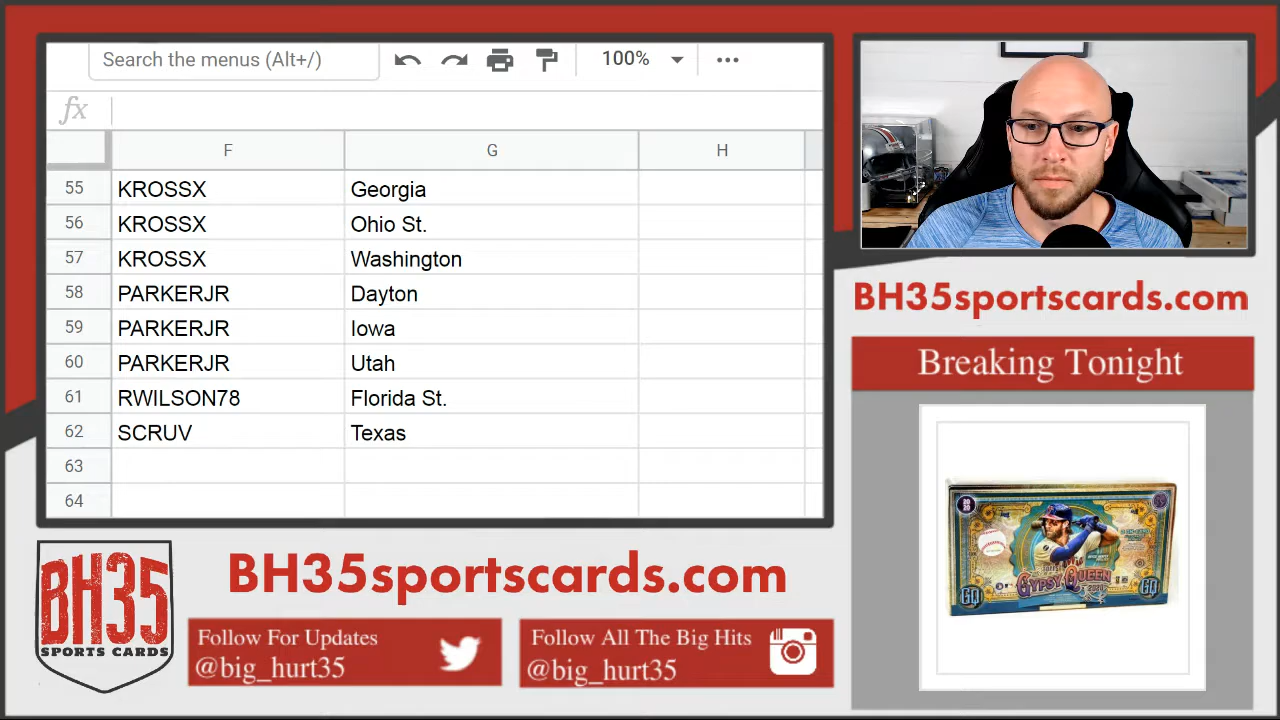 Search the menus (Alt+/)
100%
fx
F G H
55 KROSSX Georgia
56 KROSSX Ohio St.
57 KROSSX Washington
58 PARKERJR Dayton
59 PARKERJR Iowa
60 PARKERJR Utah
61 RWILSON78 Florida St.
62 SCRUV Texas
63
64
BH35sportscards.com
Breaking Tonight
GYPSY QUEEN
GQ
GQ
BH35
SPORTS CARDS
BH35sportscards.com
Follow For Updates
@big_hurt35
Follow All The Big Hits
@big_hurt35